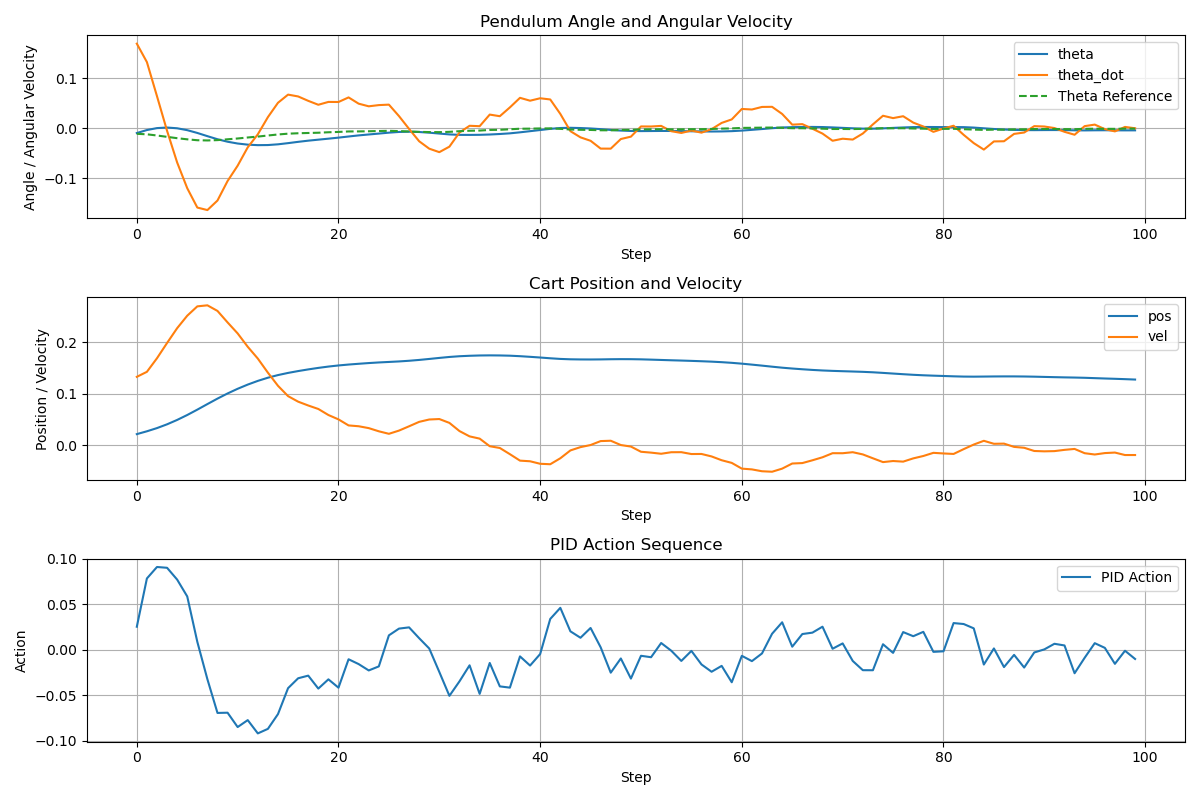 Pendulum Angle and Angular Velocity
Angle / Angular Velocity
0.1
0.0
−0.1
theta
theta_dot
Theta Reference
0 20 40 60 80 100
Step
Cart Position and Velocity
Position / Velocity
0.2
0.1
0.0
pos
vel
0 20 40 60 80 100
Step
PID Action Sequence
Action
0.10
0.05
0.00
−0.05
−0.10
PID Action
0 20 40 60 80 100
Step